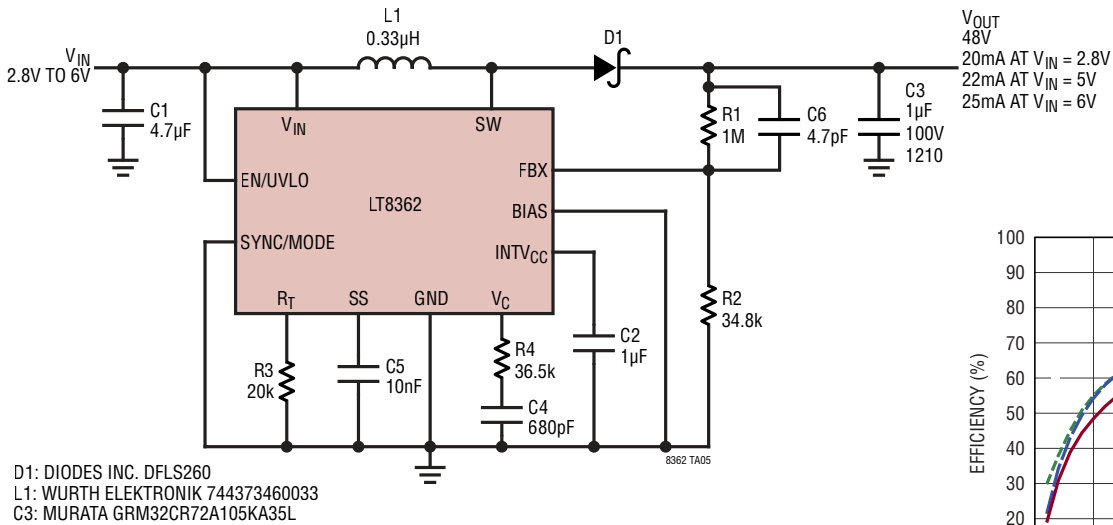 L1
0.33µH
D1
VIN
2.8V TO 6V
VOUT
48V
20mA AT VIN = 2.8V
22mA AT VIN = 5V
25mA AT VIN = 6V
C1
4.7µF
VIN
SW
R1
1M
C6
4.7pF
C3
1µF
100V
1210
EN/UVLO
FBX
LT8362
BIAS
SYNC/MODE
INTVCC
RT
SS
GND
VC
R2
34.8k
R3
20k
C5
10nF
R4
36.5k
C4
680pF
C2
1µF
8362 TA05
D1: DIODES INC. DFLS260
L1: WURTH ELEKTRONIK 744373460033
C3: MURATA GRM32CR72A105KA35L
EFFICIENCY (%)
100
90
80
70
60
50
40
30
20